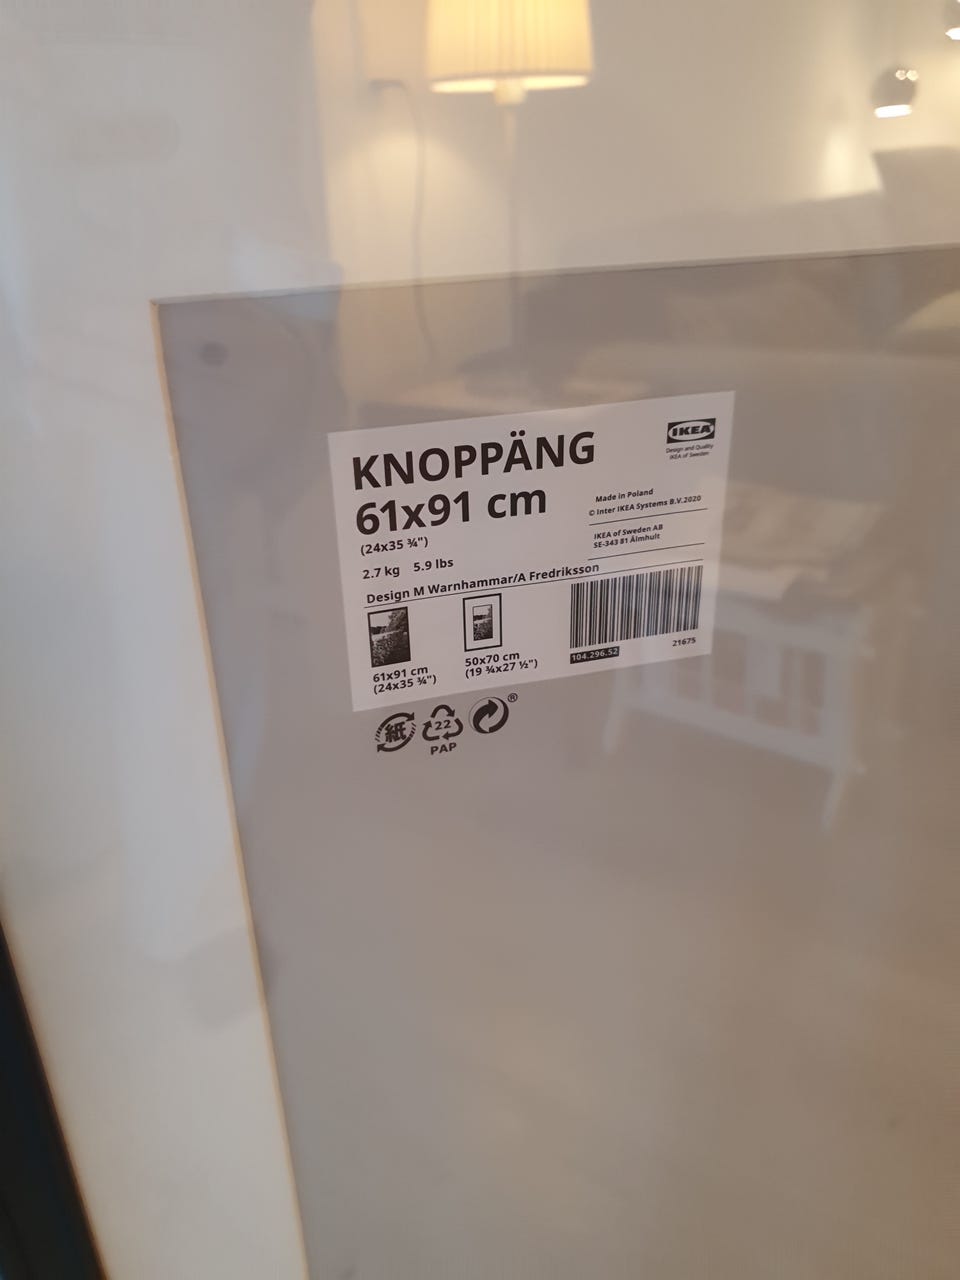 KNOPPÄNG
61x91 cm
(24x35 ¾")
2.7 kg 5.9 lbs
Design M Warnhammar/A Fredriksson
IKEA
Design and Quality
IKEA of Sweden
Made in Poland
© Inter IKEA Systems B.V.2020
IKEA of Sweden AB
SE-343 81 Älmhult
61x91 cm
(24x35 ¾")
50x70 cm
(19 ¾x27 ½")
104.296.52
21675
紙
22
PAP
®